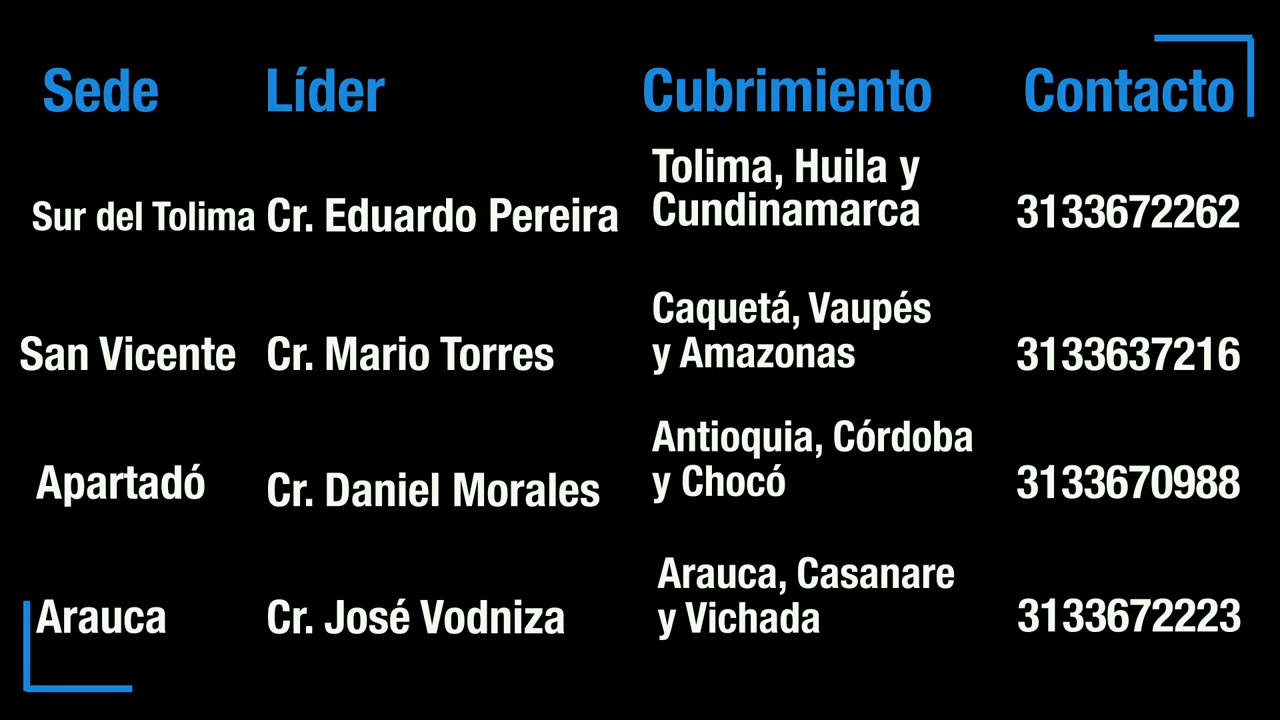 Sede Líder Cubrimiento Contacto
Sur del Tolima Cr. Eduardo Pereira Tolima, Huila y
Cundinamarca 3133672262
San Vicente Cr. Mario Torres Caquetá, Vaupés
y Amazonas 3133637216
Apartadó Cr. Daniel Morales Antioquia, Córdoba
y Chocó 3133670988
Arauca Cr. José Vodniza Arauca, Casanare
y Vichada 3133672223